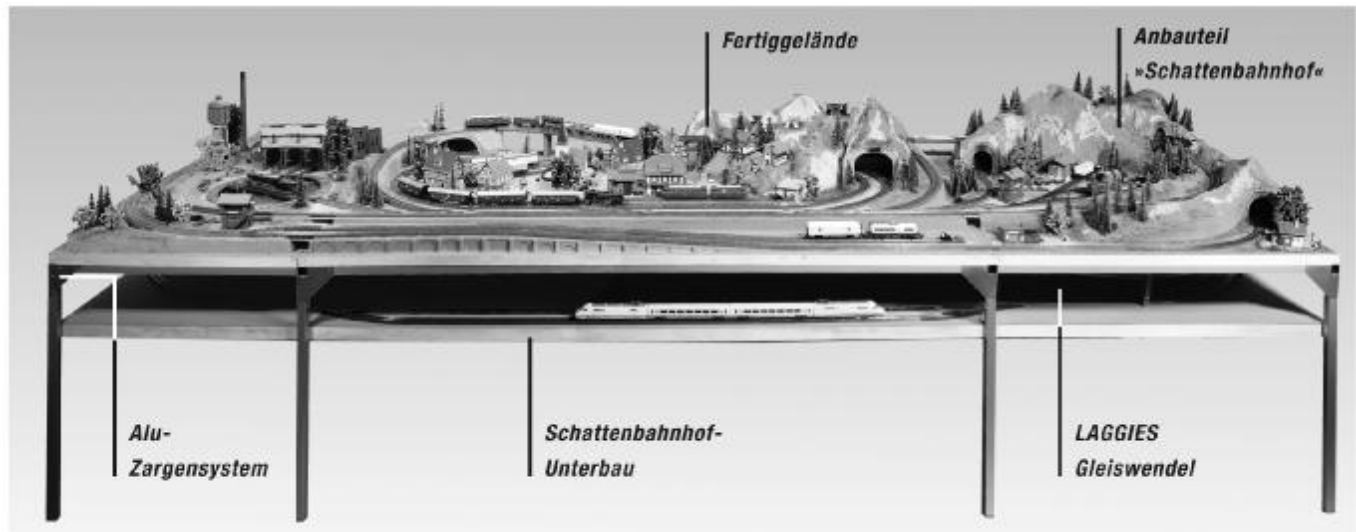 Fertiggelände
Anbauteil
»Schattenbahnhof«
Alu-
Zargensystem
Schattenbahnhof-
Unterbau
LAGGIES
Gleiswendel